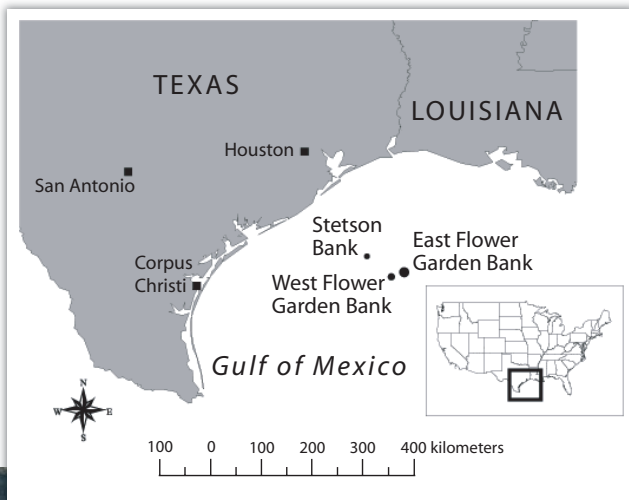 TEXAS
LOUISIANA
Houston
San Antonio
Stetson
Bank
East Flower
Garden Bank
Corpus
Christi
West Flower
Garden Bank
Gulf of Mexico
N
W
E
S
100 0 100 200 300 400 kilometers